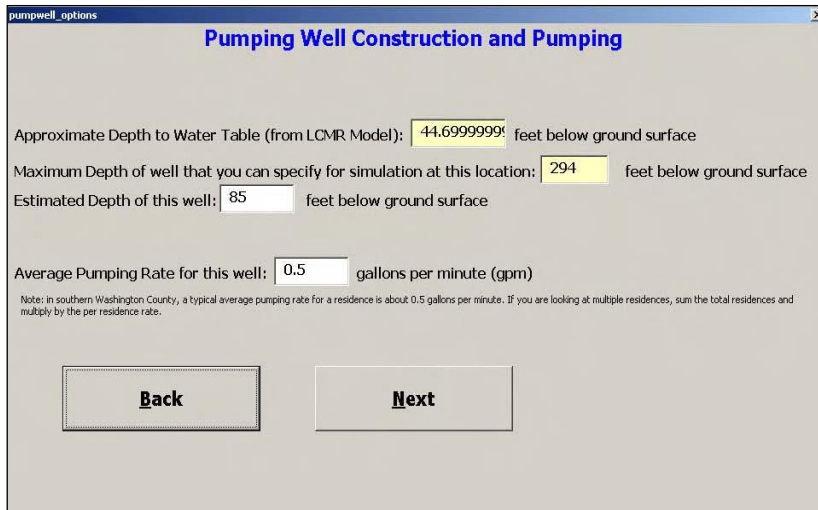 pumpwell_options
Pumping Well Construction and Pumping
Approximate Depth to Water Table (from LCMR Model): 44.6999999 feet below ground surface
Maximum Depth of well that you can specify for simulation at this location: 294 feet below ground surface
Estimated Depth of this well: 85 feet below ground surface
Average Pumping Rate for this well: 0.5 gallons per minute (gpm)
Note: in southern Washington County, a typical average pumping rate for a residence is about 0.5 gallons per minute. If you are looking at multiple residences, sum the total residences and
multiply by the per residence rate.
Back Next